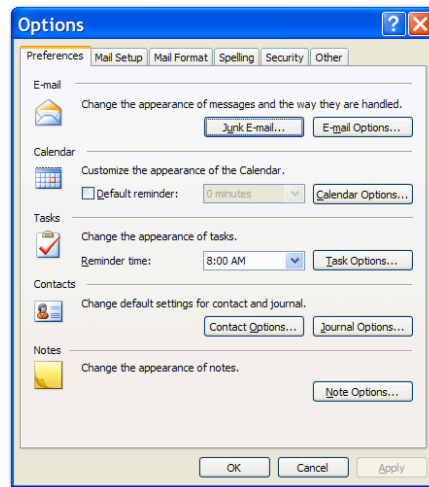 Options
Preferences Mail Setup Mail Format Spelling Security Other
E-mail
Change the appearance of messages and the way they are handled.
Junk E-mail... E-mail Options...
Calendar
Customize the appearance of the Calendar.
Default reminder: 0 minutes Calendar Options...
Tasks
Change the appearance of tasks.
Reminder time: 8:00 AM Task Options...
Contacts
Change default settings for contact and journal.
Contact Options... Journal Options...
Notes
Change the appearance of notes.
Note Options...
OK Cancel Apply